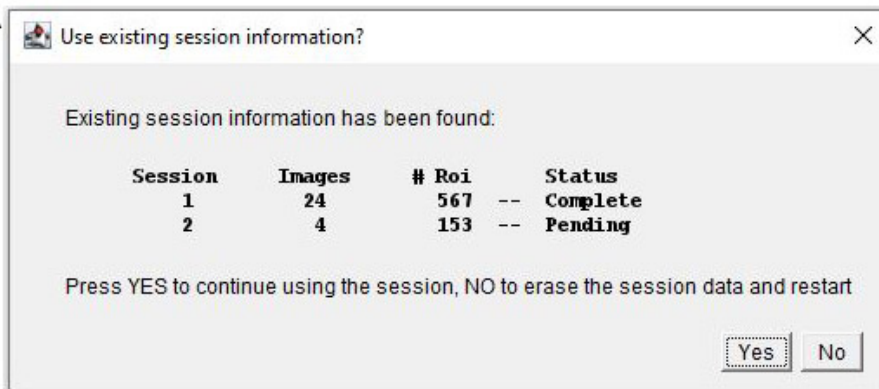 Use existing session information?
Existing session information has been found:
Session Images # Roi Status
1 24 567 -- Complete
2 4 153 -- Pending
Press YES to continue using the session, NO to erase the session data and restart
Yes No